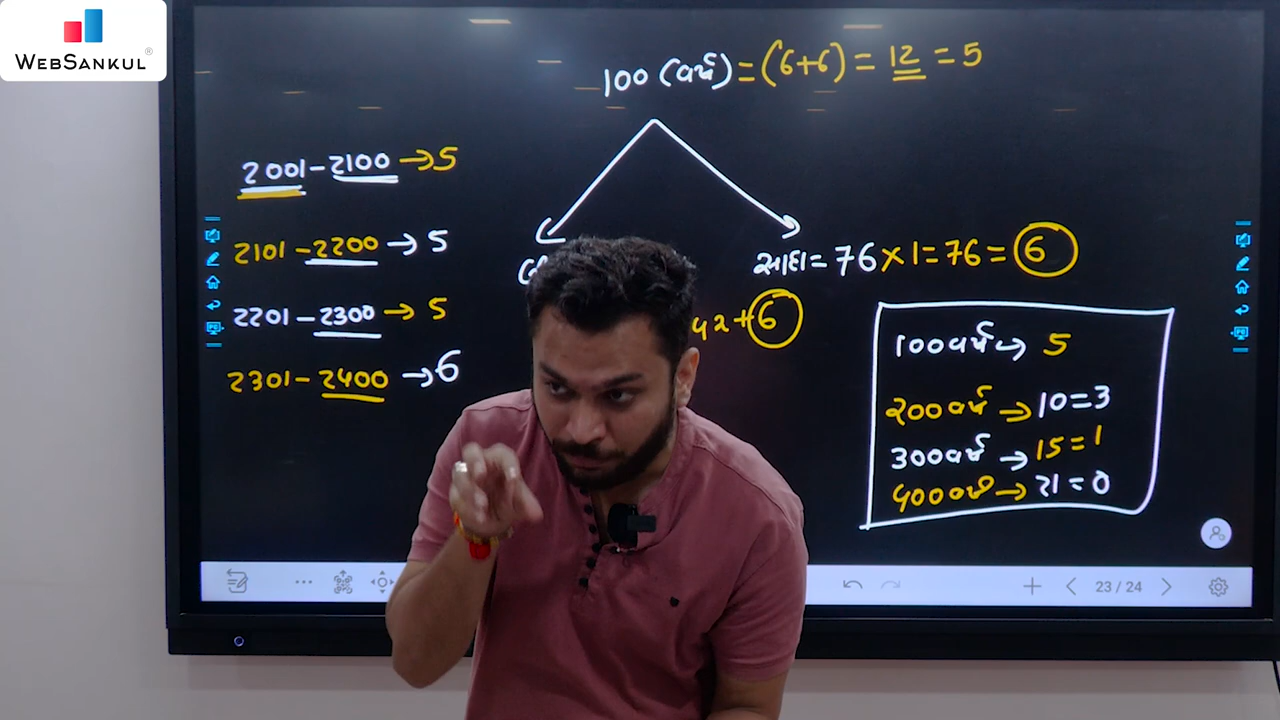 WEBSANKUL®
100 (વર્ષ) = (6+6) = 12 = 5
2001 - 2100 → 5
2101 - 2200 → 5
2201 - 2300 → 5
2301 - 2400 → 6
સાદા = 76 × 1 = 76 = 6
+6
100 વર્ષ → 5
200 વર્ષ → 10 = 3
300 વર્ષ → 15 = 1
400 વર્ષ → 21 = 0
23 / 24